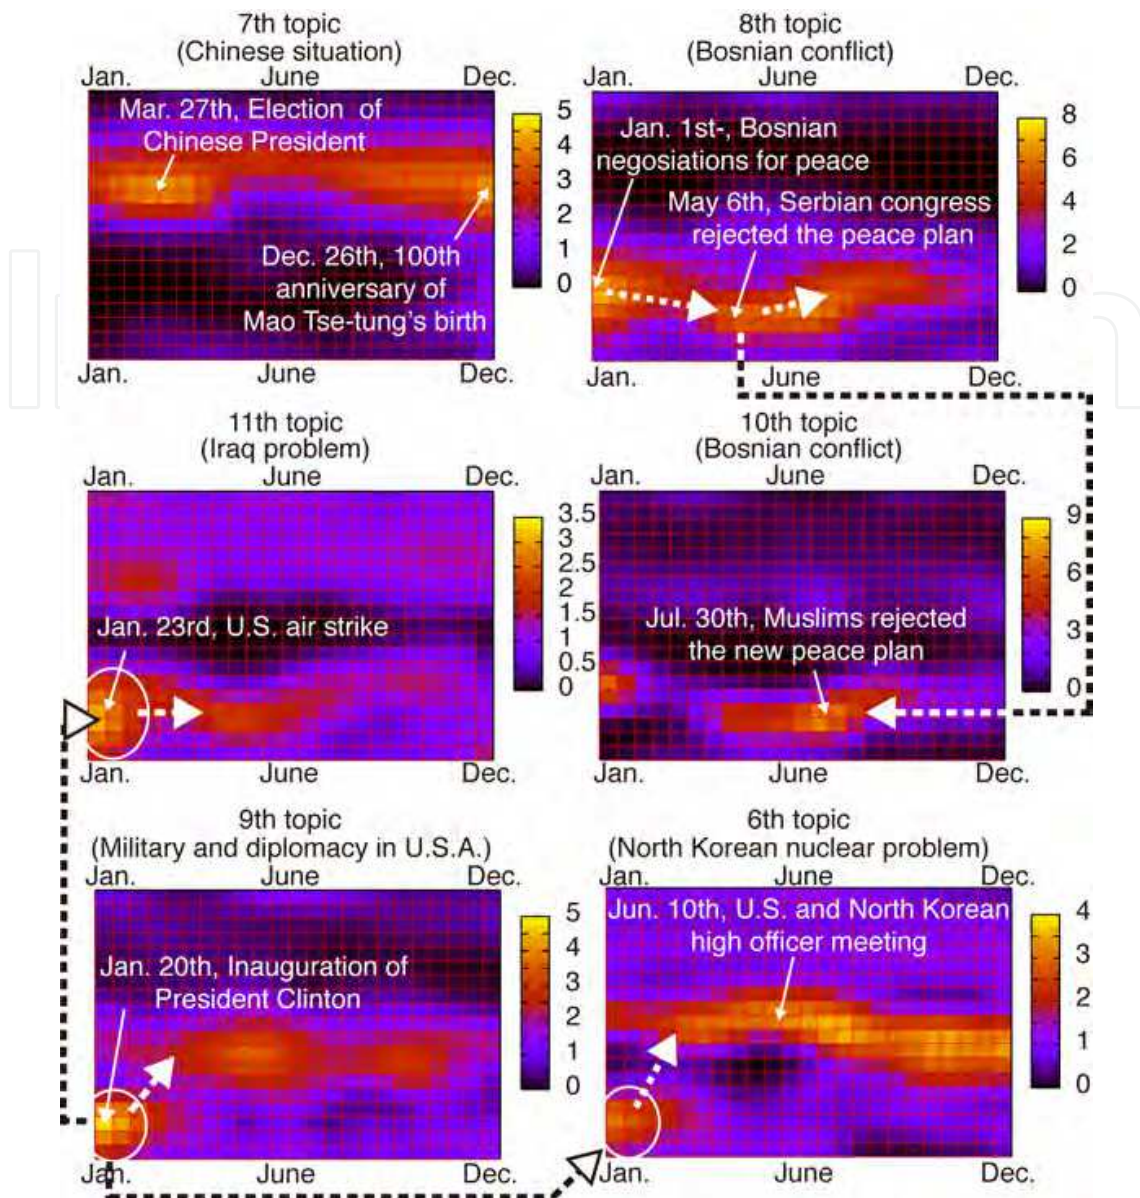 7th topic
(Chinese situation)
Jan. June Dec.
Mar. 27th, Election of
Chinese President
Dec. 26th, 100th
anniversary of
Mao Tse-tung's birth
5
4
3
2
1
0
Jan. June Dec.
8th topic
(Bosnian conflict)
Jan. June Dec.
Jan. 1st-, Bosnian
negosiations for peace
May 6th, Serbian congress
rejected the peace plan
8
6
4
2
0
Jan. June Dec.
11th topic
(Iraq problem)
Jan. June Dec.
Jan. 23rd, U.S. air strike
3.5
3
2.5
2
1.5
1
0.5
0
Jan. June Dec.
10th topic
(Bosnian conflict)
Jan. June Dec.
Jul. 30th, Muslims rejected
the new peace plan
9
6
3
0
Jan. June Dec.
9th topic
(Military and diplomacy in U.S.A.)
Jan. June Dec.
Jan. 20th, Inauguration of
President Clinton
5
4
3
2
1
0
Jan. June Dec.
6th topic
(North Korean nuclear problem)
Jan. June Dec.
Jun. 10th, U.S. and North Korean
high officer meeting
4
3
2
1
0
Jan. June Dec.